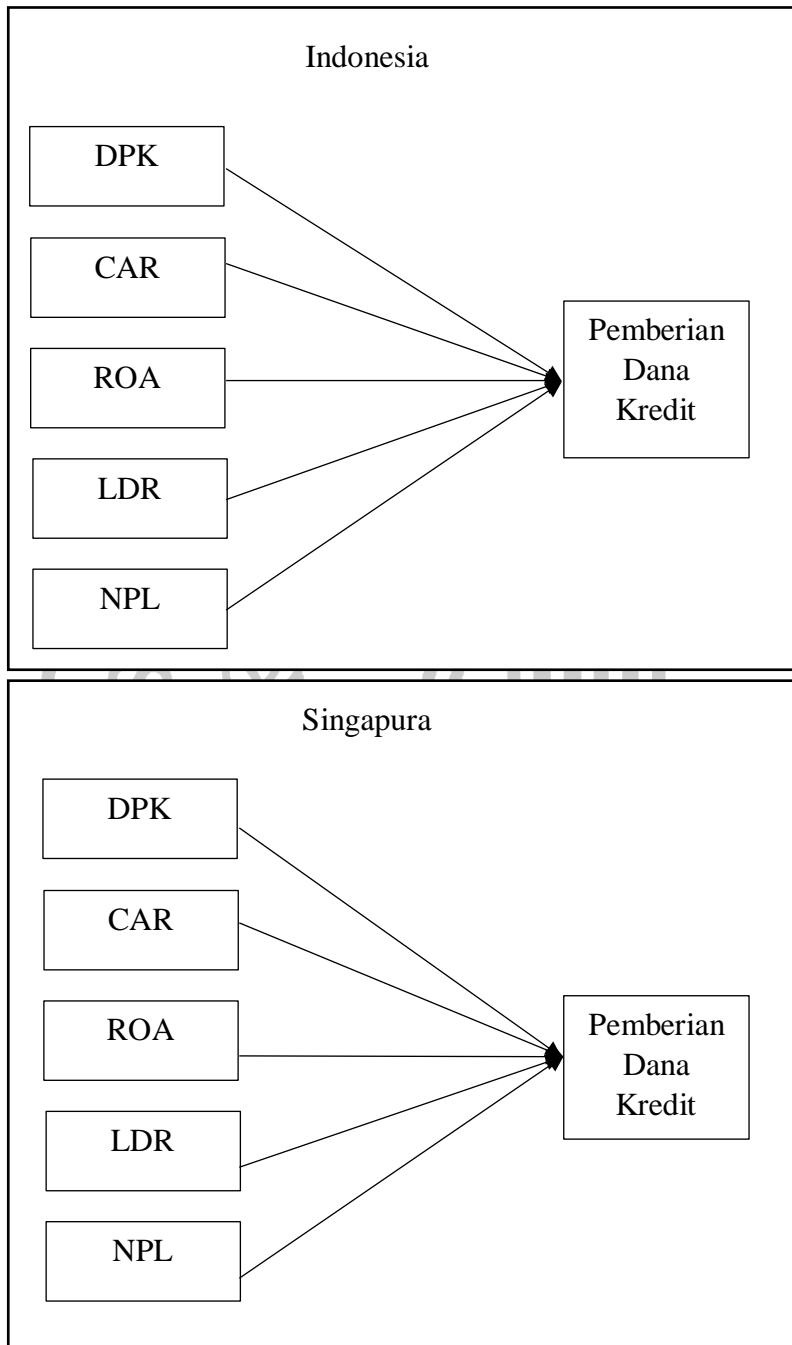 Indonesia
DPK
CAR
ROA
LDR
NPL
Pemberian
Dana
Kredit
Singapura
DPK
CAR
ROA
LDR
NPL
Pemberian
Dana
Kredit